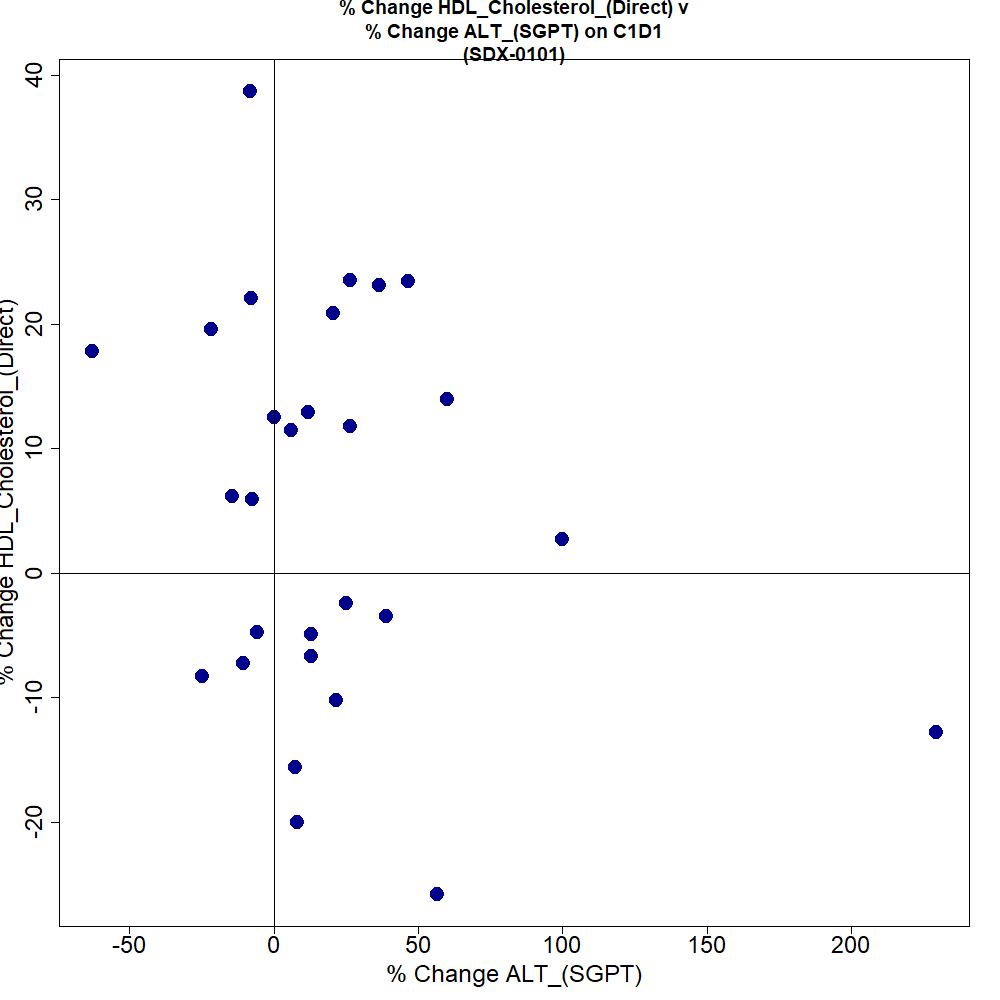 % Change HDL_Cholesterol_(Direct) v
% Change ALT_(SGPT) on C1D1
(SDX-0101)
% Change HDL_Cholesterol_(Direct)
40
30
20
10
0
-10
-20
-50 0 50 100 150 200
% Change ALT_(SGPT)